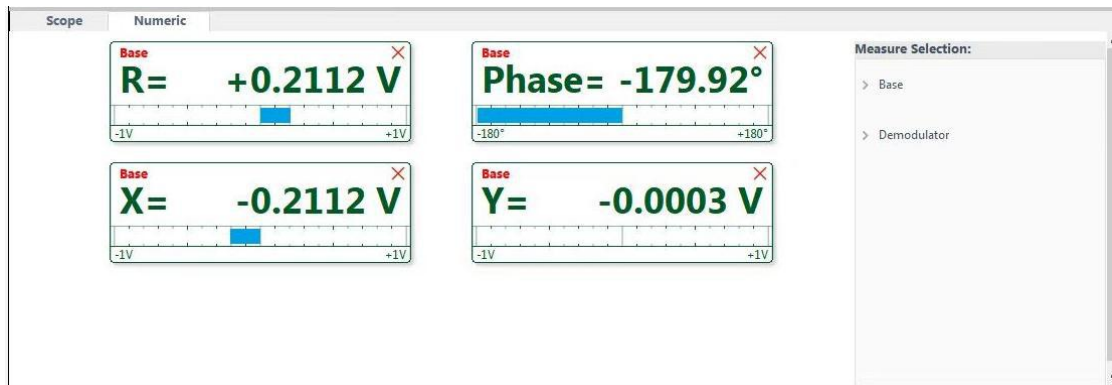 Scope Numeric
Base
R= +0.2112 V
-1V +1V
Base
Phase= -179.92°
-180° +180°
Base
X= -0.2112 V
-1V +1V
Base
Y= -0.0003 V
-1V +1V
Measure Selection:
Base
Demodulator